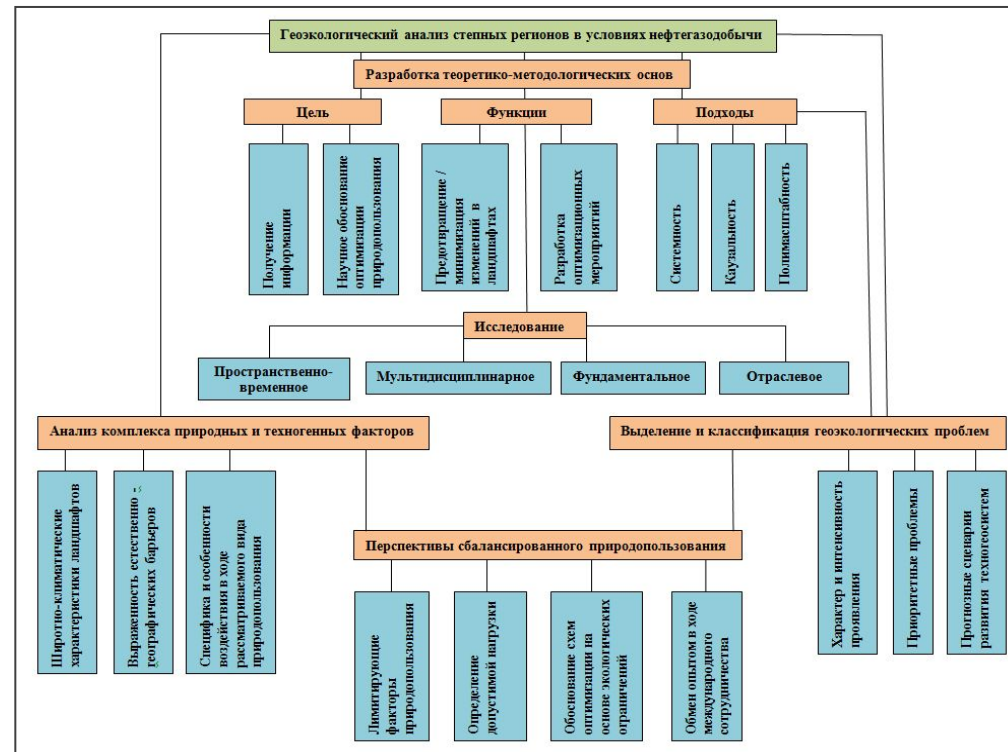 Геоэкологический анализ степных регионов в условиях нефтегазодобычи
Разработка теоретико-методологических основ
Цель
Функции
Подходы
Получение
информации
Научное обоснование
оптимизации
природопользования
Предотвращение /
минимизация
изменений в
ландшафтах
Разработка
оптимизационных
мероприятий
Системность
Каузальность
Полимасштабность
Исследование
Пространственно-
временное
Мультидисциплинарное
Фундаментальное
Отраслевое
Анализ комплекса природных и техногенных факторов
Выделение и классификация геоэкологических проблем
Широтно-климатические
характеристики ландшафтов
Выраженность естественно -
географических барьеров
Специфика и особенности
воздействия в ходе
рассматриваемого вида
природопользования
Перспективы сбалансированного природопользования
Лимитирующие
факторы
природопользования
Определение
допустимой нагрузки
Обоснование схем
оптимизации на
основе экологических
ограничений
Обмен опытом в ходе
международного
сотрудничества
Характер и интенсивность
проявления
Приоритетные проблемы
Прогнозные сценарии
развития техногеосистем